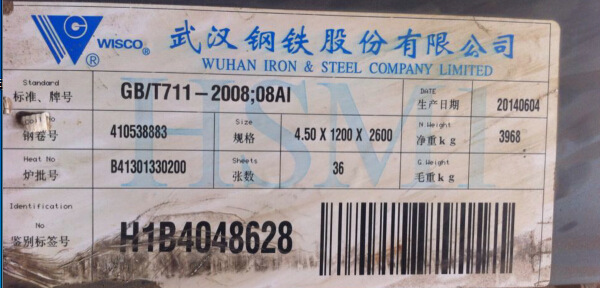 WISCO ® 武汉钢铁股份有限公司
® WUHAN IRON & STEEL COMPANY LIMITED
Standard 标准、牌号 GB/T711-2008;08Al DATE 生产日期 20140604
Coil No 钢卷号 410538883 Size 规格 4.50 X 1200 X 2600 N.Weight 净重kg 3968
Heat No 炉批号 B41301330200 Sheets 张数 36 G.Weight 毛重kg
Identification No 鉴别标签号 H1B4048628
HSM1